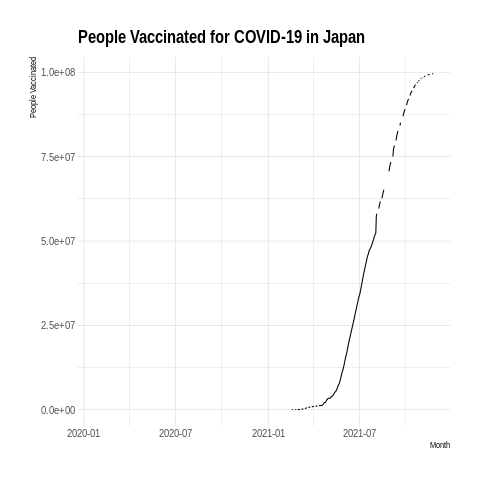 People Vaccinated for COVID-19 in Japan
People Vaccinated
1.0e+08
7.5e+07
5.0e+07
2.5e+07
0.0e+00
2020-01
2020-07
2021-01
2021-07
Month